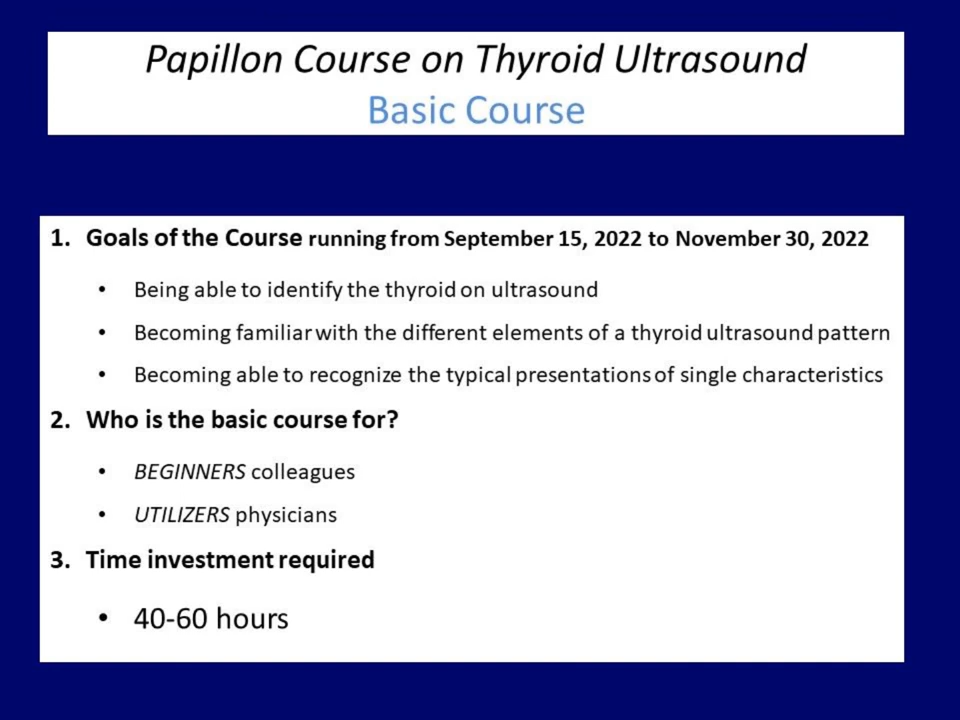 Papillon Course on Thyroid Ultrasound
Basic Course
1. Goals of the Course running from September 15, 2022 to November 30, 2022
• Being able to identify the thyroid on ultrasound
• Becoming familiar with the different elements of a thyroid ultrasound pattern
• Becoming able to recognize the typical presentations of single characteristics
2. Who is the basic course for?
• BEGINNERS colleagues
• UTILIZERS physicians
3. Time investment required
• 40-60 hours